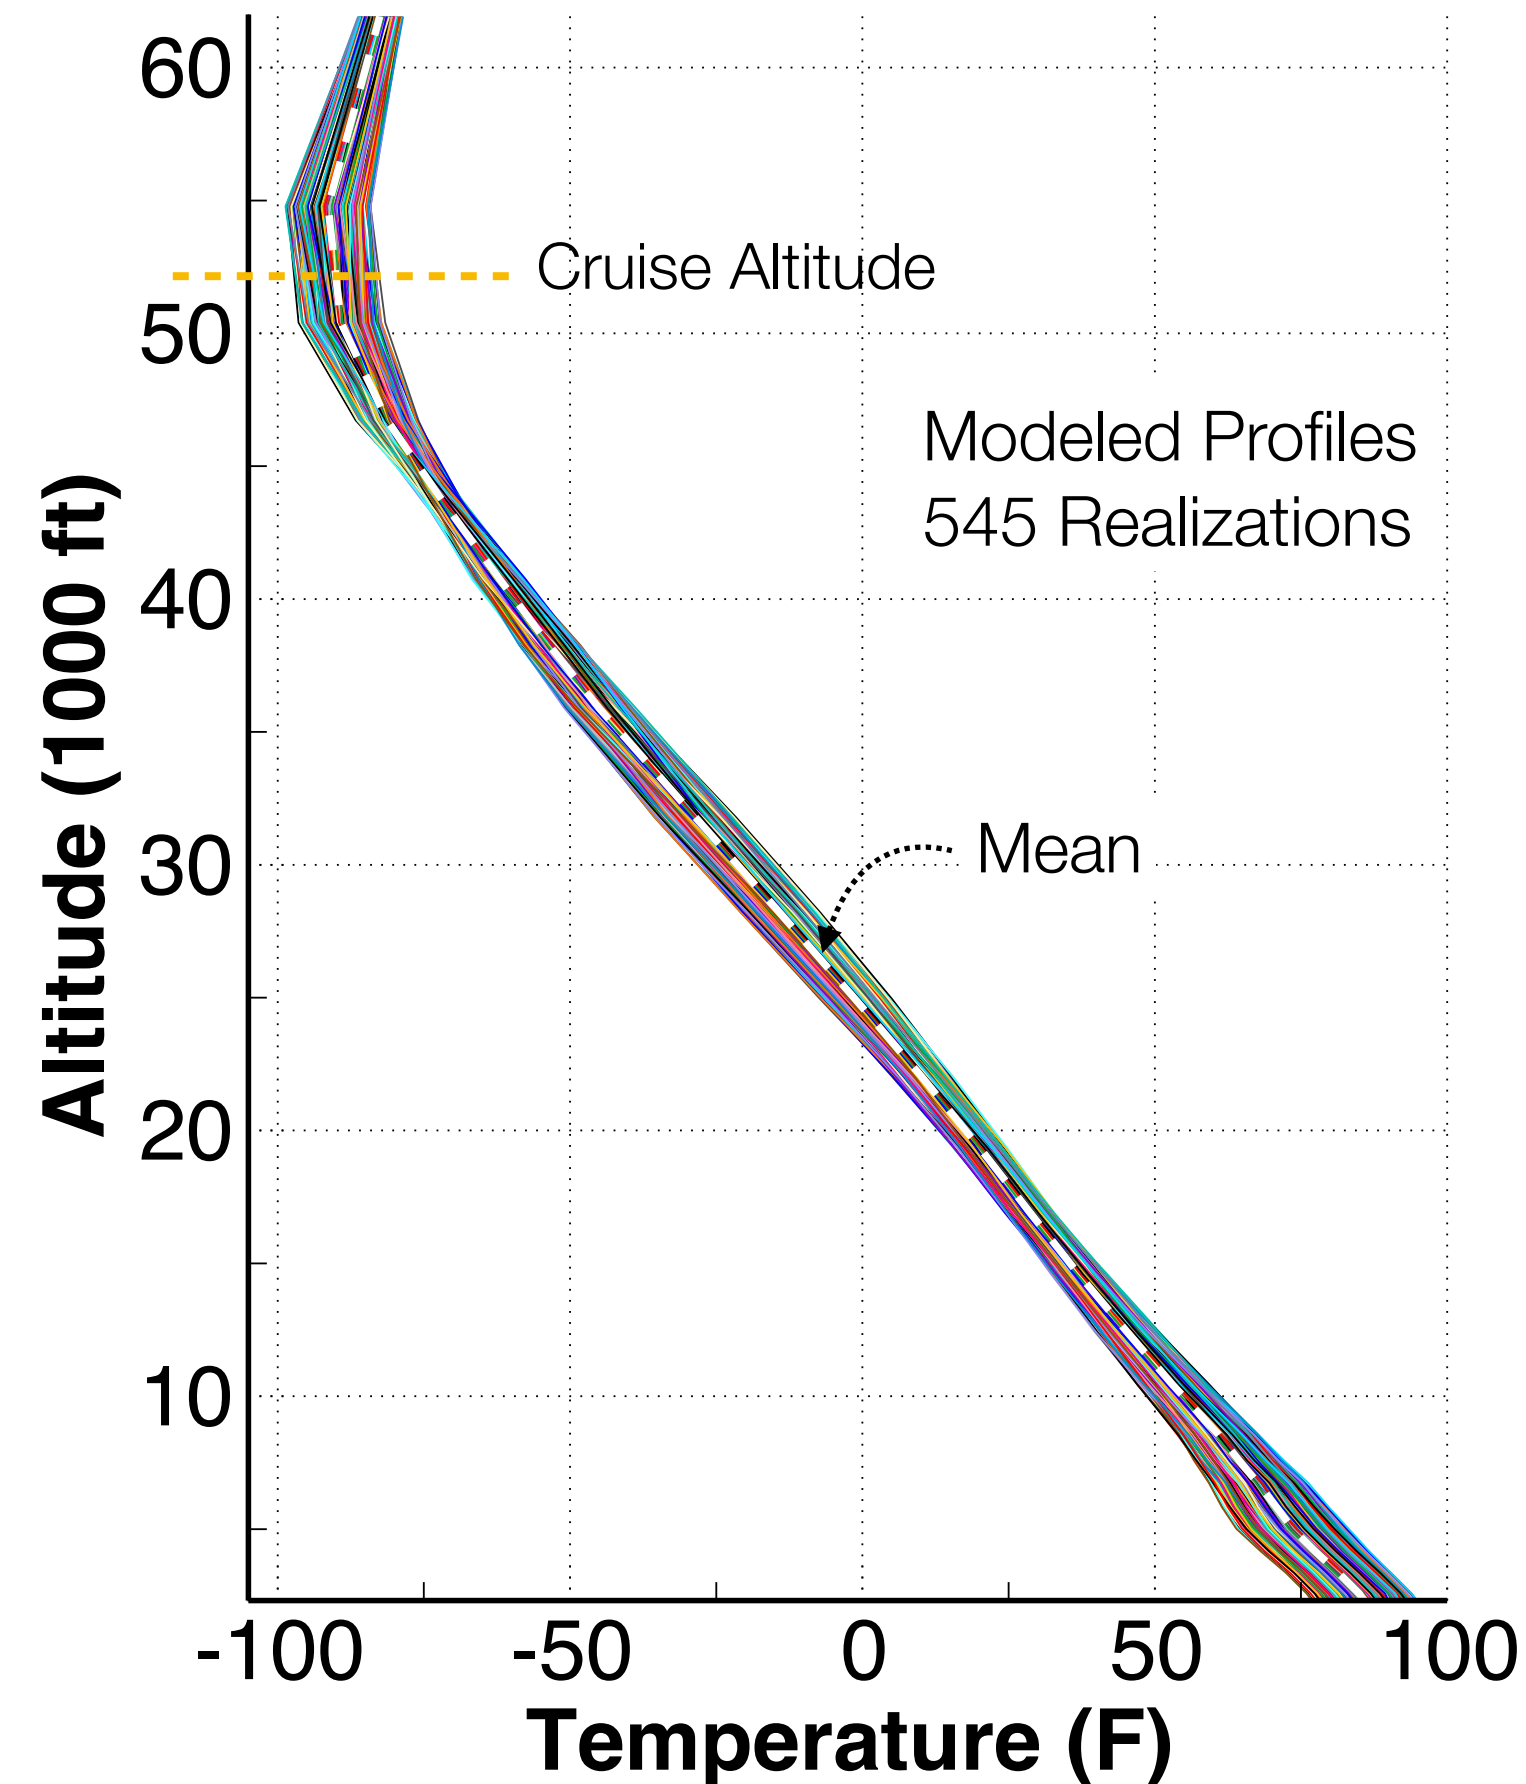 60
Cruise Altitude
50
Modeled Profiles
545 Realizations
40
Mean
30
20
10
Altitude (1000 ft)
-100 -50 0 50 100
Temperature (F)